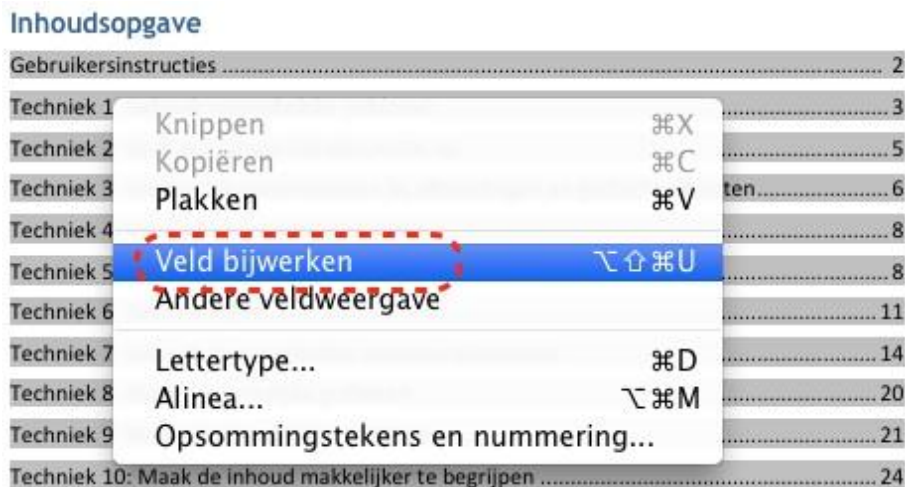 Inhoudsopgave
Gebruikersinstructies ........ 2
Techniek 1 ........ 3
Techniek 2 ........ 5
Techniek 3 ten........ 6
Techniek 4 ........ 8
Techniek 5 ........ 8
Techniek 6 ........ 11
Techniek 7 ........ 14
Techniek 8 ........ 20
Techniek 9 ........ 21
Techniek 10: Maak de inhoud makkelijker te begrijpen ........ 24
Knippen ⌘X
Kopiëren ⌘C
Plakken ⌘V
Veld bijwerken ⌥⇧⌘U
Andere veldweergave
Lettertype... ⌘D
Alinea... ⌥⌘M
Opsommingstekens en nummering...